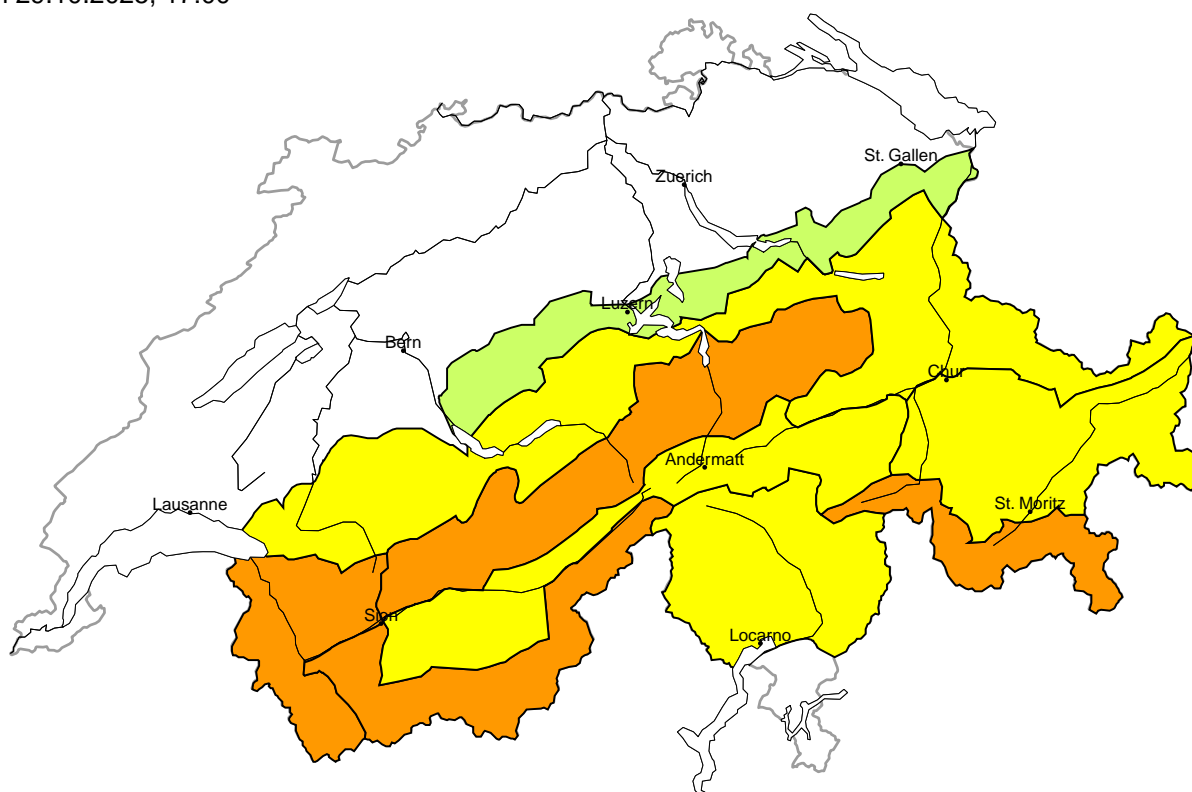 St. Gallen
Zuerich
Luzern
Bern
Chur
Andermatt
Lausanne
St. Moritz
Sion
Locarno